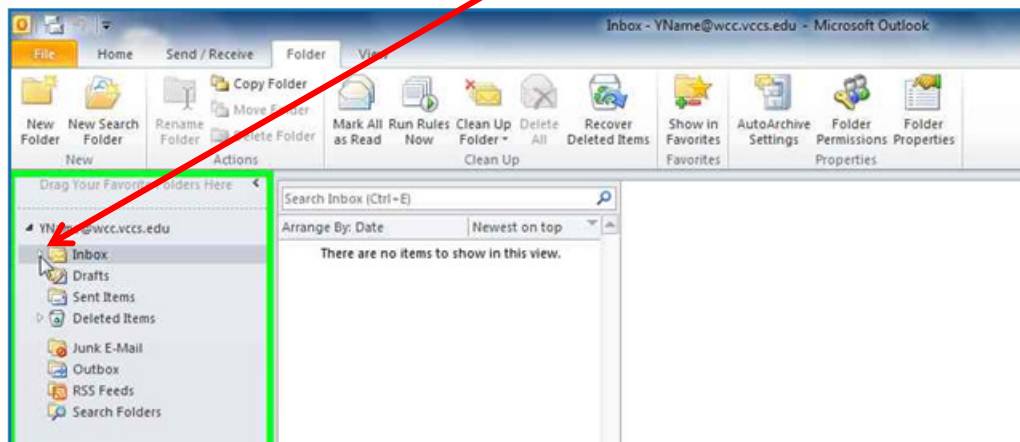 Inbox - YName@wcc.vccs.edu - Microsoft Outlook
File Home Send / Receive Folder View
New Folder
New Search Folder
Rename Folder
Copy Folder
Move Folder
Delete Folder
Mark All as Read
Run Rules Now
Clean Up Folder
Delete All
Recover Deleted Items
Show in Favorites
AutoArchive Settings
Folder Permissions
Folder Properties
New Actions Clean Up Favorites Properties
Drag Your Favorite Folders Here
Search Inbox (Ctrl+E)
YName@wcc.vccs.edu
Arrange By: Date Newest on top
There are no items to show in this view.
Inbox
Drafts
Sent Items
Deleted Items
Junk E-Mail
Outbox
RSS Feeds
Search Folders